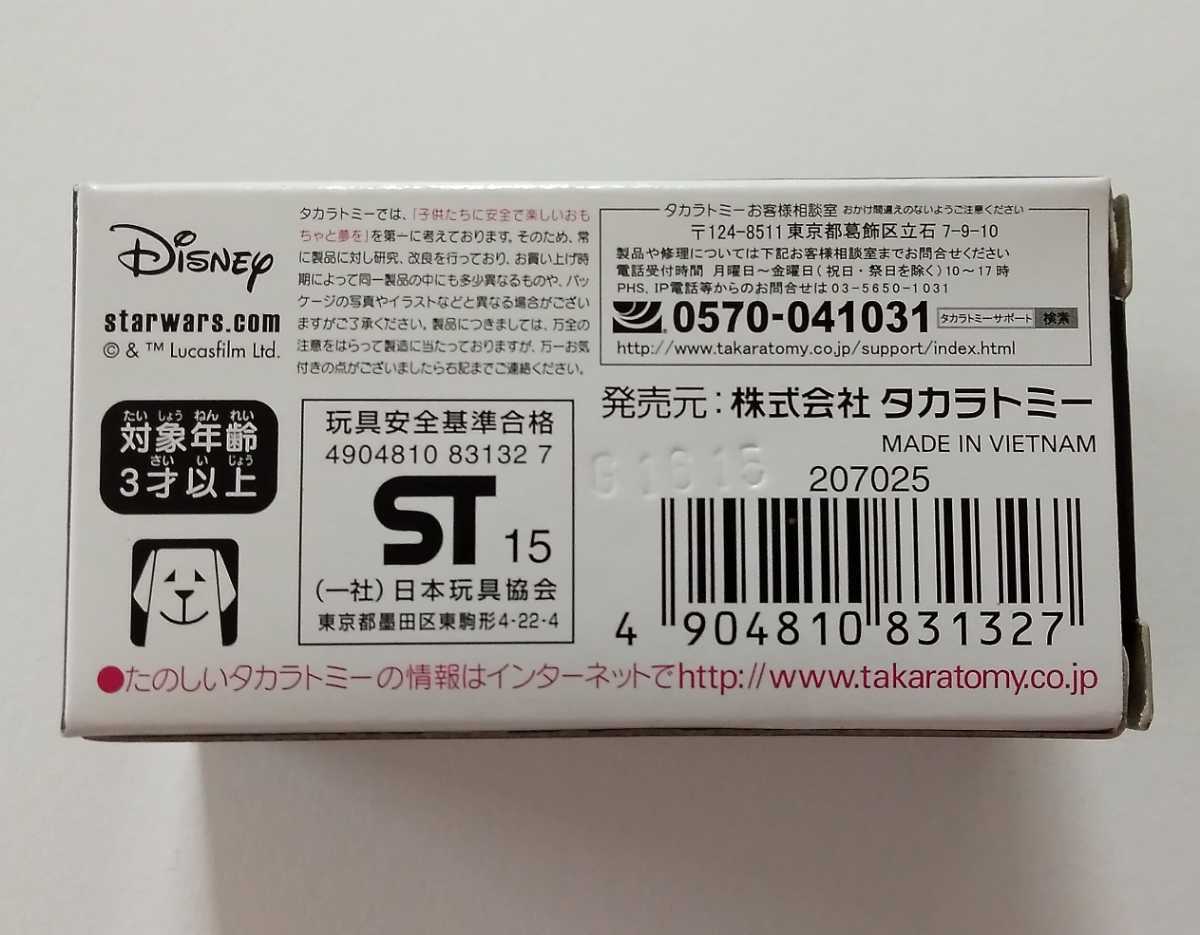 Disney
starwars.com
© & ™ Lucasfilm Ltd.
タカラトミーでは、「子供たちに安全で楽しいおも
ちゃと夢を」を第一に考えております。そのため、常
に製品に対し研究、改良を行っており、お買い上げ時
期によって同一製品の中にも多少異なるものや、パッ
ケージの写真やイラストなどと異なる場合がござい
ますがご了承ください。製品につきましては、万全の
注意をはらって製造に当たっておりますが、万一お気
付きの点がございましたら右記までご連絡ください。
タカラトミーお客様相談室 おかけ間違えのないようご注意ください
〒124-8511 東京都葛飾区立石 7-9-10
製品や修理については下記お客様相談室までお問合せください
電話受付時間 月曜日〜金曜日(祝日・祭日を除く)10〜17時
PHS、IP電話等からのお問合せは 03-5650-1031
0570-041031 タカラトミーサポート 検索
http://www.takaratomy.co.jp/support/index.html
たいしょうねんれい
対象年齢
さいいじょう
3才以上
玩具安全基準合格
4904810 83132 7
ST 15
(一社)日本玩具協会
東京都墨田区東駒形4-22-4
発売元:株式会社 タカラトミー
MADE IN VIETNAM
G1615
207025
4 904810 831327
●たのしいタカラトミーの情報はインターネットでhttp://www.takaratomy.co.jp